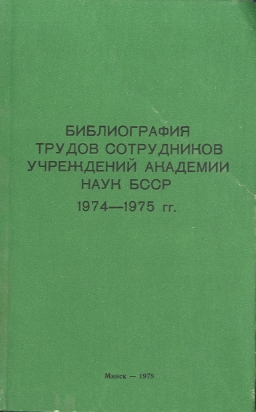 БИБЛИОГРАФИЯ
ТРУДОВ СОТРУДНИКОВ
УЧРЕЖДЕНИЙ АКАДЕМИИ
НАУК БССР
1974—1975 гг.
Минск — 1978